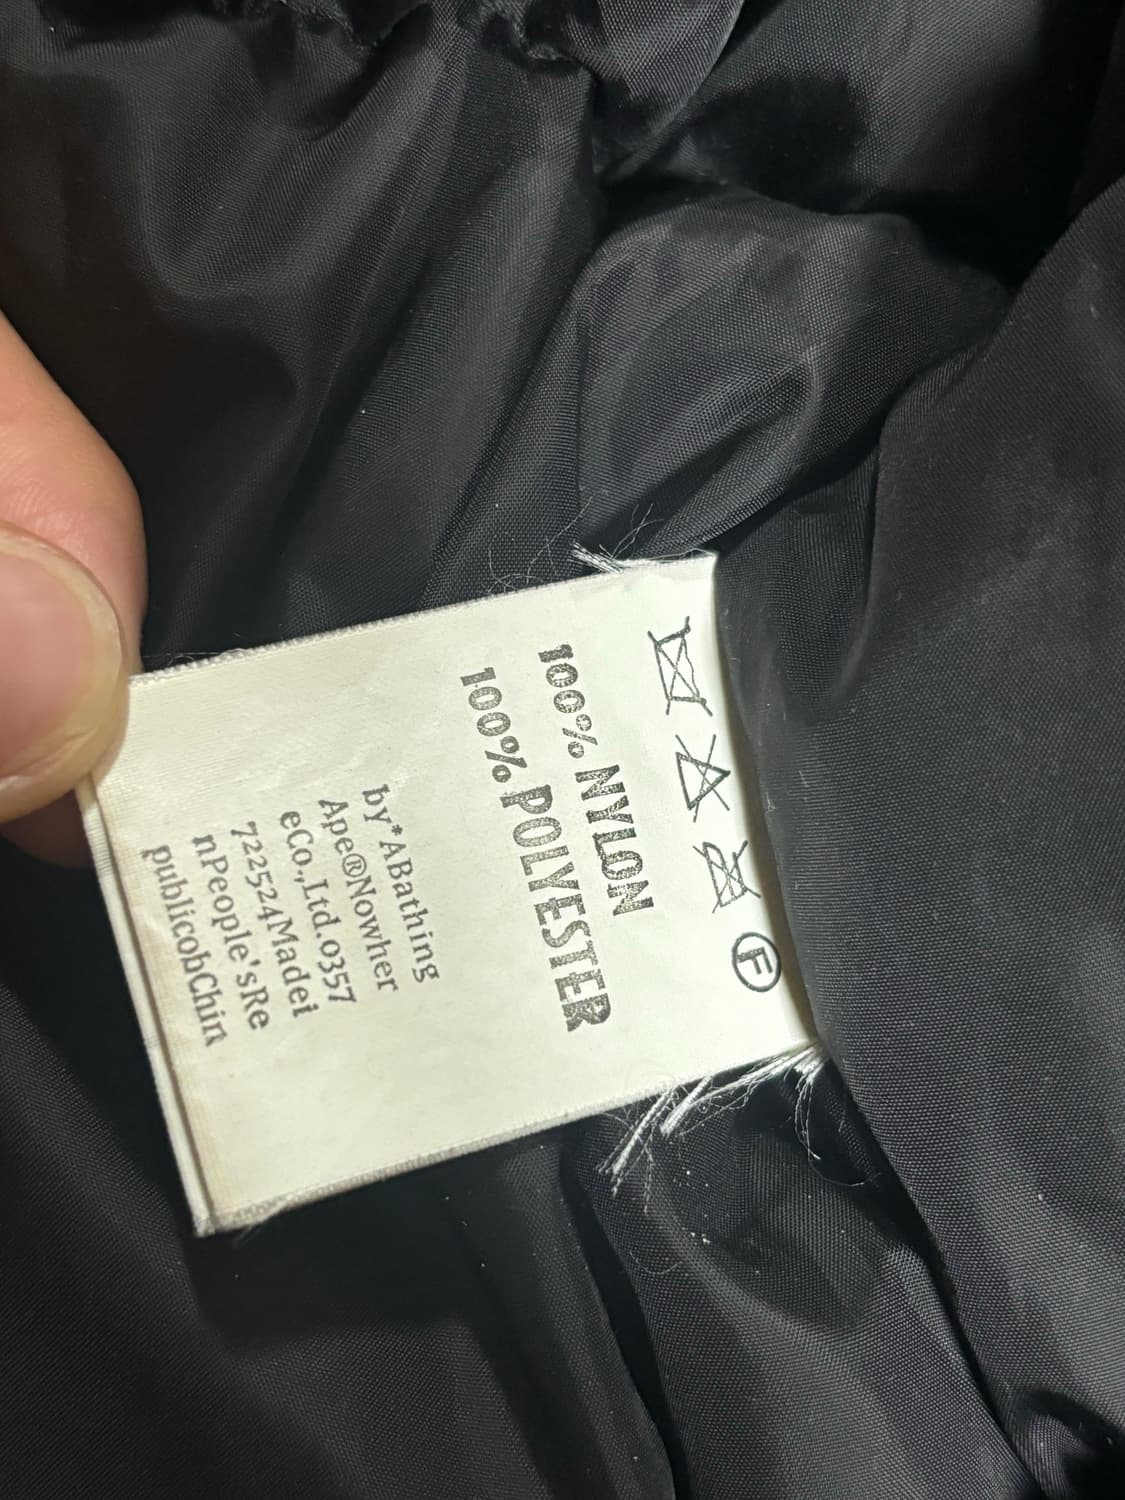 Ⓕ
100% NYLON
100% POLYESTER
by*ABathing
Ape®Nowher
eCo.,Ltd.0357
722524Madei
nPeople'sRe
publicobChin